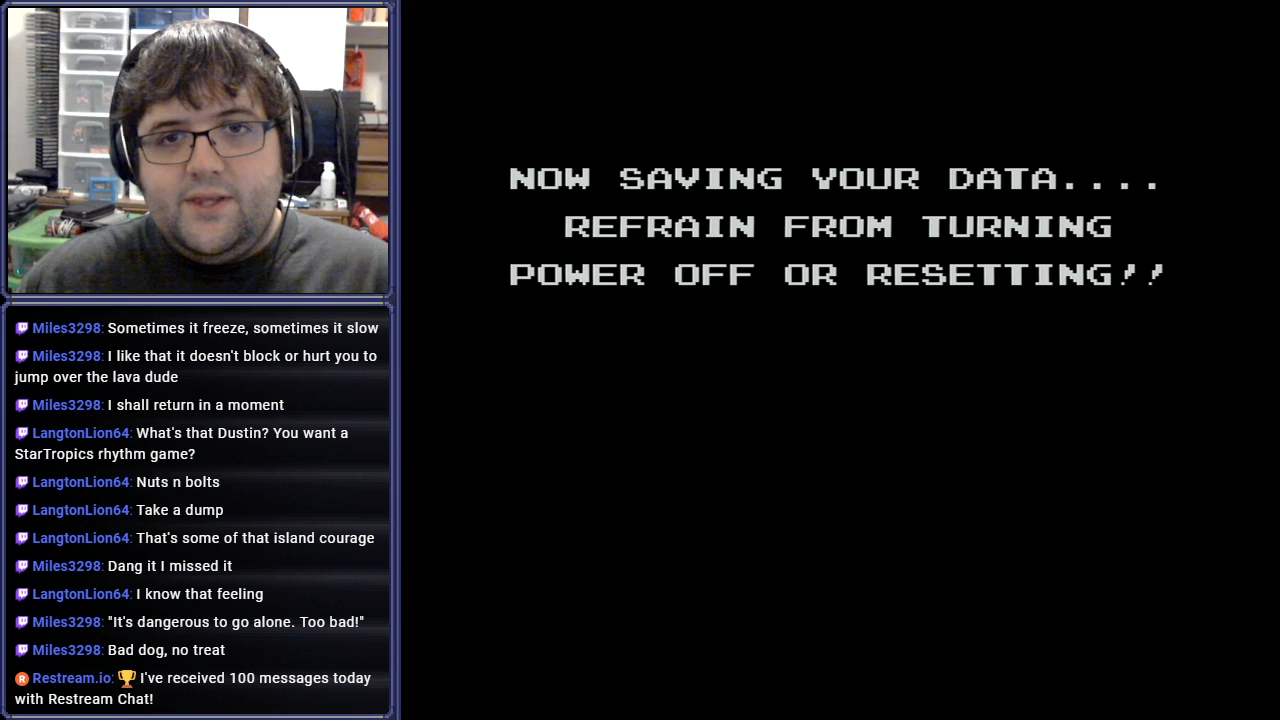 NOW SAVING YOUR DATA....
REFRAIN FROM TURNING
POWER OFF OR RESETTING!!
Miles3298: Sometimes it freeze, sometimes it slow
Miles3298: I like that it doesn't block or hurt you to
jump over the lava dude
Miles3298: I shall return in a moment
LangtonLion64: What's that Dustin? You want a
StarTropics rhythm game?
LangtonLion64: Nuts n bolts
LangtonLion64: Take a dump
LangtonLion64: That's some of that island courage
Miles3298: Dang it I missed it
LangtonLion64: I know that feeling
Miles3298: "It's dangerous to go alone. Too bad!"
Miles3298: Bad dog, no treat
Restream.io: 🏆 I've received 100 messages today
with Restream Chat!